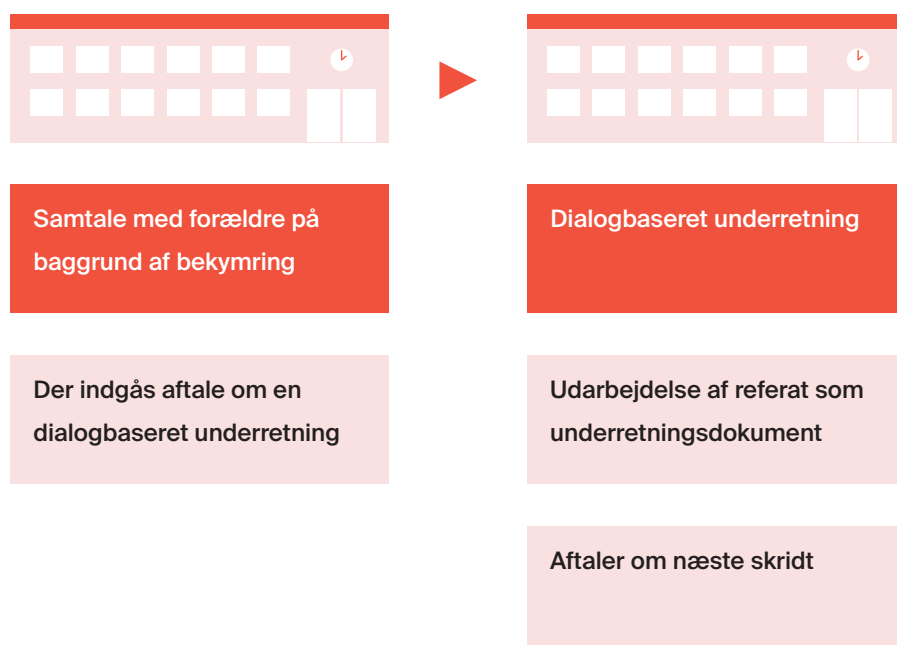 Samtale med forældre på
baggrund af bekymring
Der indgås aftale om en
dialogbaseret underretning
Dialogbaseret underretning
Udarbejdelse af referat som
underretningsdokument
Aftaler om næste skridt